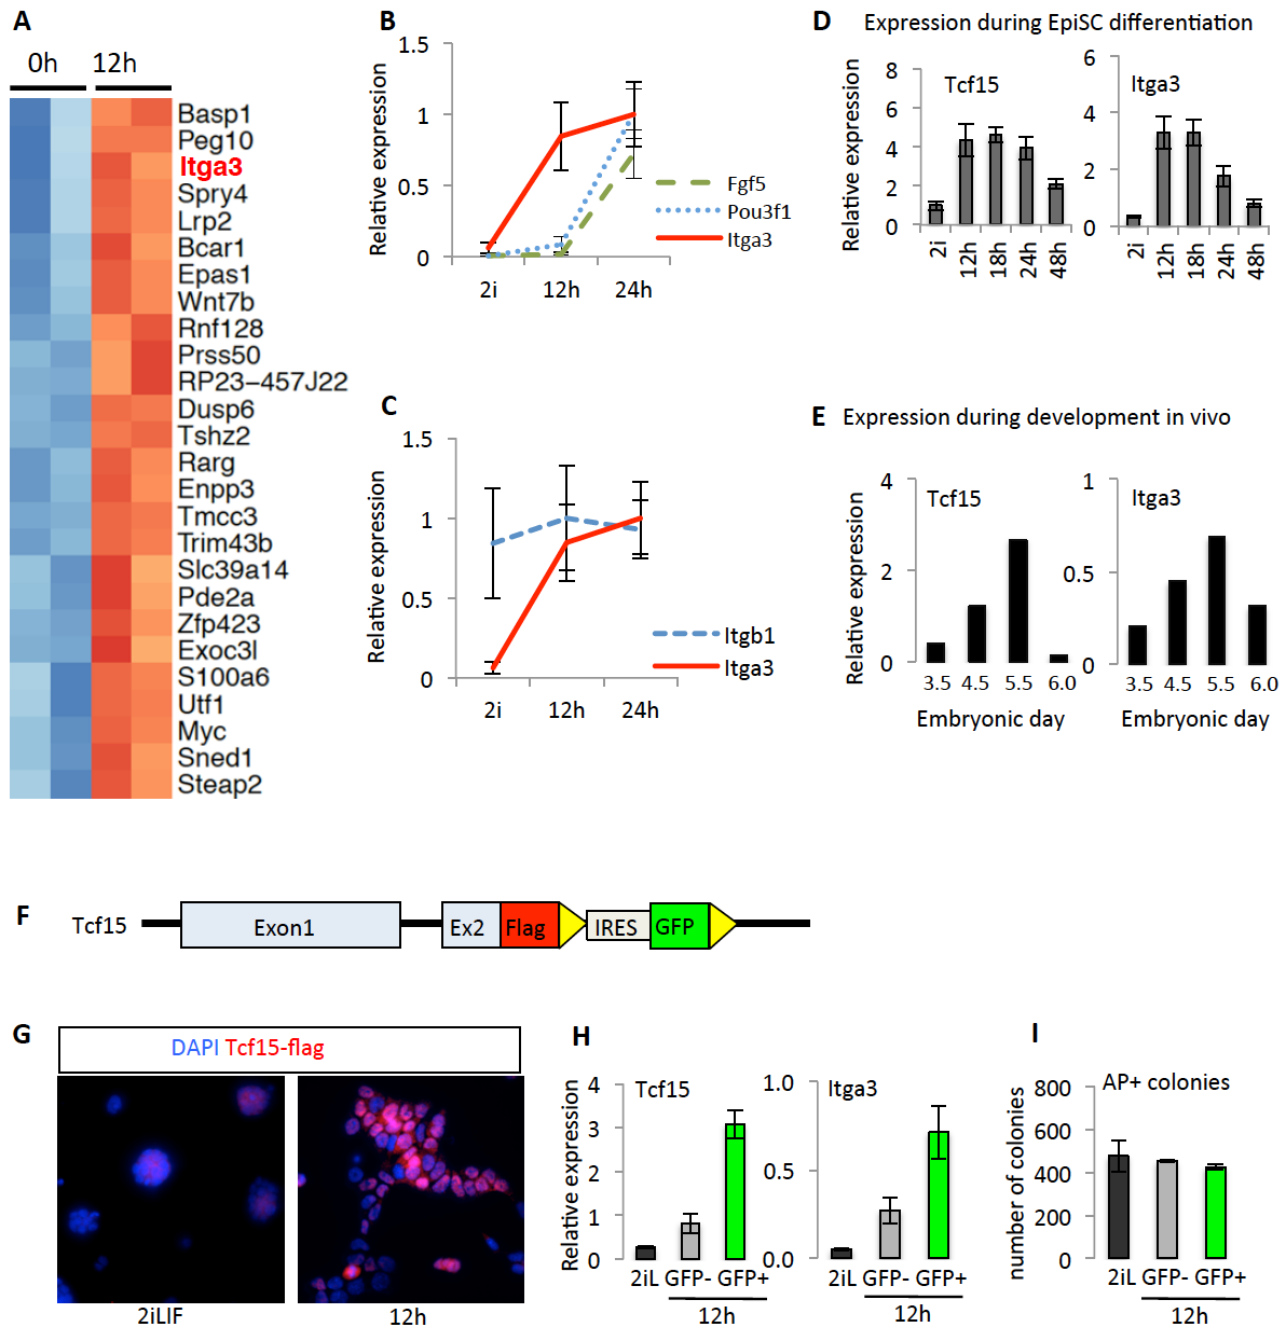 A
0h 12h
Basp1
Peg10
Itga3
Spry4
Lrp2
Bcar1
Epas1
Wnt7b
Rnf128
Prss50
RP23–457J22
Dusp6
Tshz2
Rarg
Enpp3
Tmcc3
Trim43b
Slc39a14
Pde2a
Zfp423
Exoc3l
S100a6
Utf1
Myc
Sned1
Steap2
B
Relative expression
1.5
1
0.5
0
2i 12h 24h
Fgf5
Pou3f1
Itga3
C
Relative expression
1.5
1
0.5
0
2i 12h 24h
Itgb1
Itga3
D Expression during EpiSC differentiation
Relative expression
8
6
4
2
0
Tcf15
2i 12h 18h 24h 48h
6
4
2
0
Itga3
2i 12h 18h 24h 48h
E Expression during development in vivo
Relative expression
4
2
0
Tcf15
3.5 4.5 5.5 6.0
Embryonic day
1
0.5
0
Itga3
3.5 4.5 5.5 6.0
Embryonic day
F
Tcf15 Exon1 Ex2 Flag IRES GFP
G
DAPI Tcf15-flag
2iLIF 12h
H
Relative expression
4
3
2
1
0
Tcf15
2iL GFP- GFP+
12h
1.0
0.5
0.0
Itga3
2iL GFP- GFP+
12h
I
number of colonies
800
600
400
200
0
AP+ colonies
2iL GFP- GFP+
12h